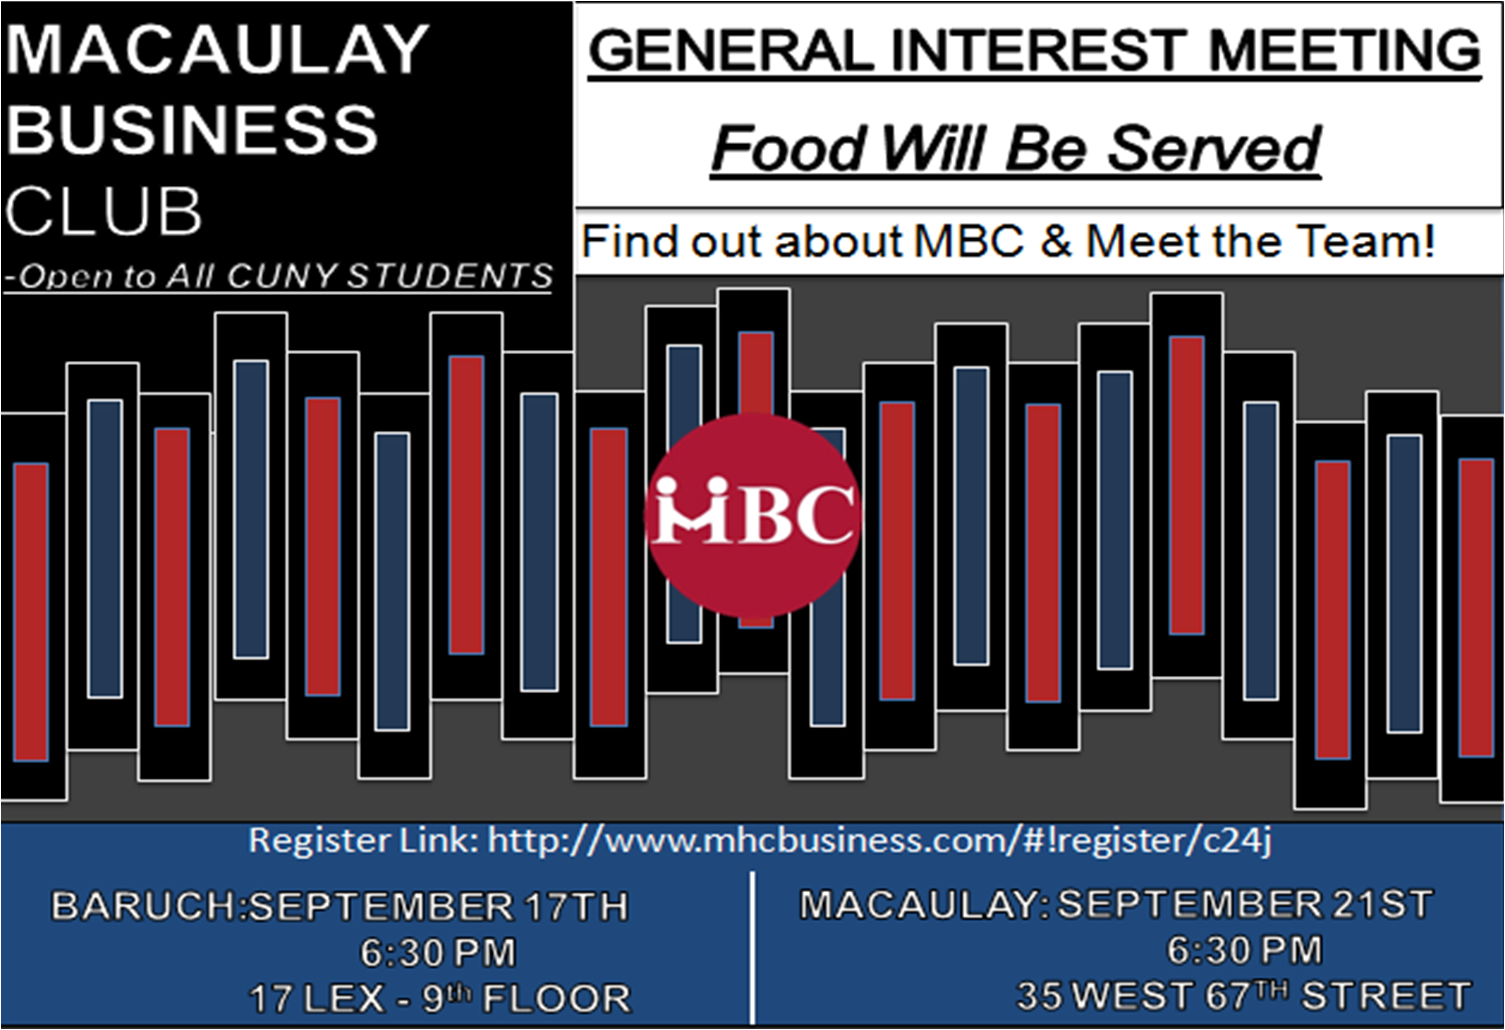 MACAULAY
BUSINESS
CLUB
-Open to All CUNY STUDENTS
GENERAL INTEREST MEETING
Food Will Be Served
Find out about MBC & Meet the Team!
MBC
Register Link: http://www.mhcbusiness.com/#!register/c24j
BARUCH:SEPTEMBER 17TH
6:30 PM
17 LEX - 9th FLOOR
MACAULAY: SEPTEMBER 21ST
6:30 PM
35 WEST 67TH STREET